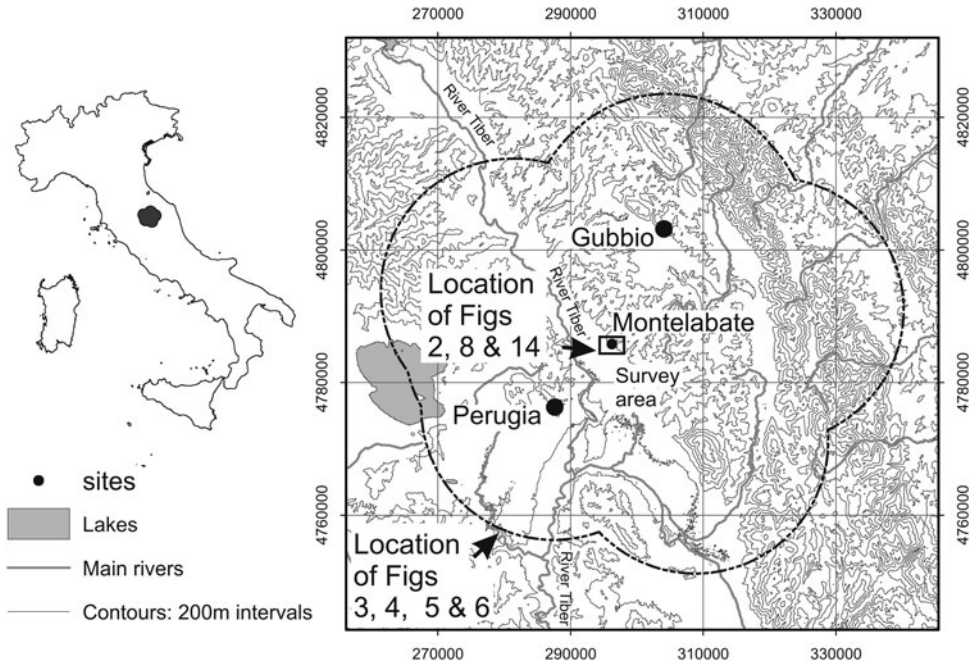 270000 290000 310000 330000
4820000
4800000
4780000
4760000
River Tiber
Gubbio
River Tiber
Location
of Figs
2, 8 & 14
Montelabate
Survey
area
Perugia
Location
of Figs
3, 4, 5 & 6
River Tiber
4820000
4800000
4780000
4760000
270000 290000 310000 330000
sites
Lakes
Main rivers
Contours: 200m intervals